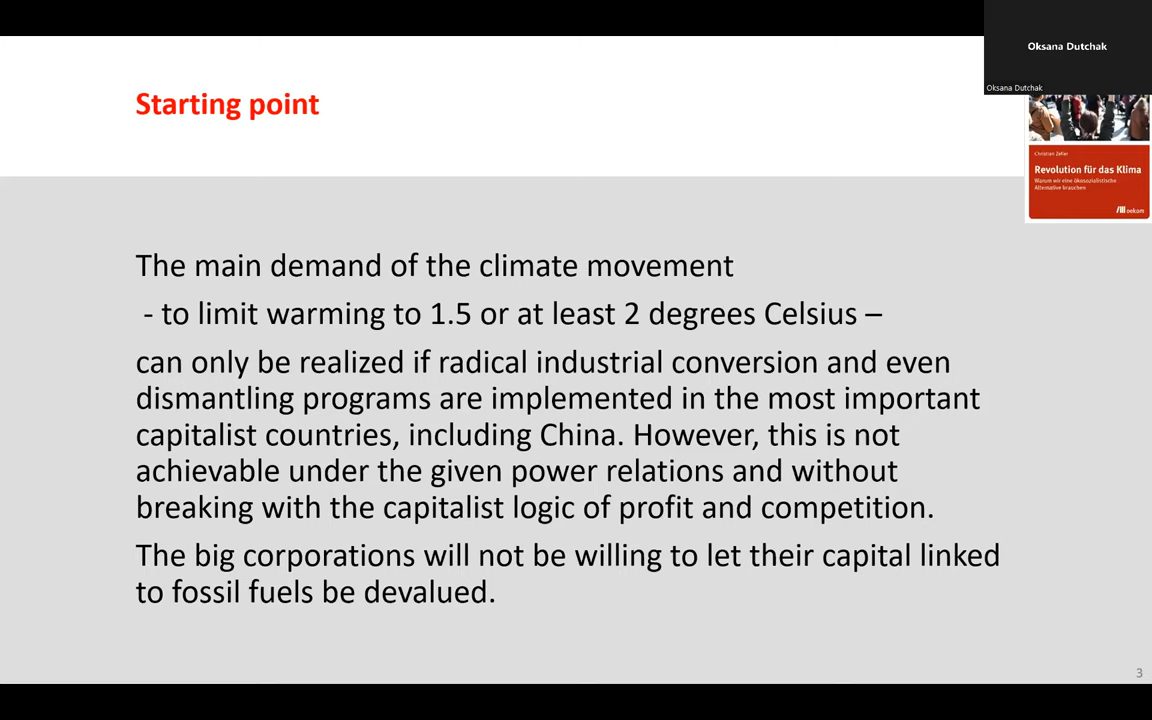 Oksana Dutchak
Oksana Dutchak
Starting point
Christian Zeller
Revolution für das Klima
Warum wir eine ökosozialistische
Alternative brauchen
oekom
The main demand of the climate movement
- to limit warming to 1.5 or at least 2 degrees Celsius –
can only be realized if radical industrial conversion and even
dismantling programs are implemented in the most important
capitalist countries, including China. However, this is not
achievable under the given power relations and without
breaking with the capitalist logic of profit and competition.
The big corporations will not be willing to let their capital linked
to fossil fuels be devalued.
3